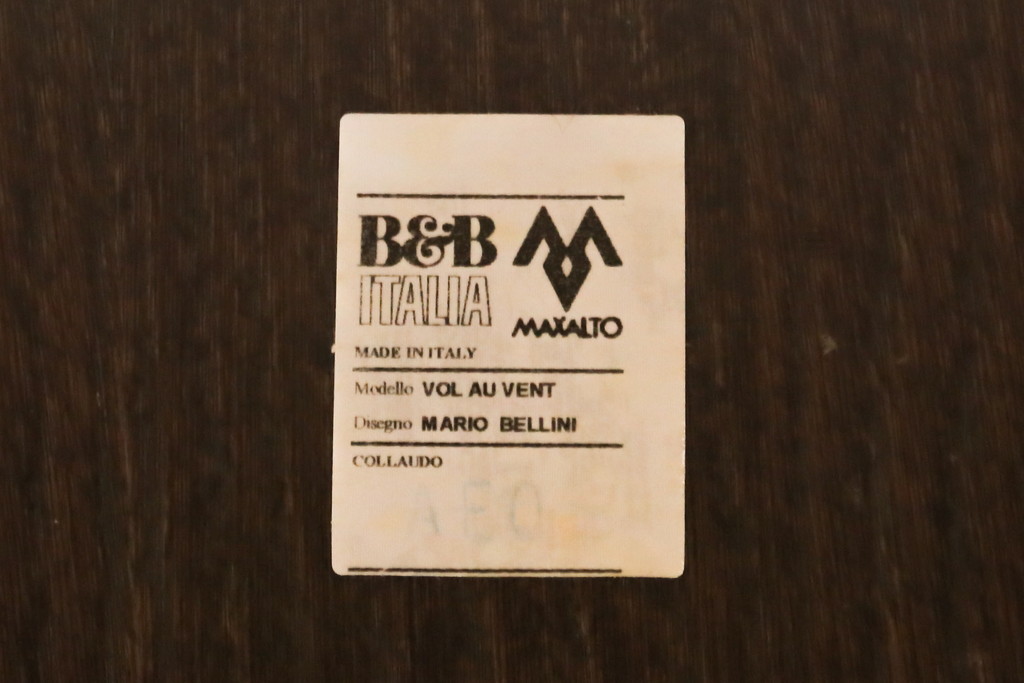 B&B
ITALIA
MAXALTO
MADE IN ITALY
Modello VOL AU VENT
Disegno MARIO BELLINI
COLLAUDO